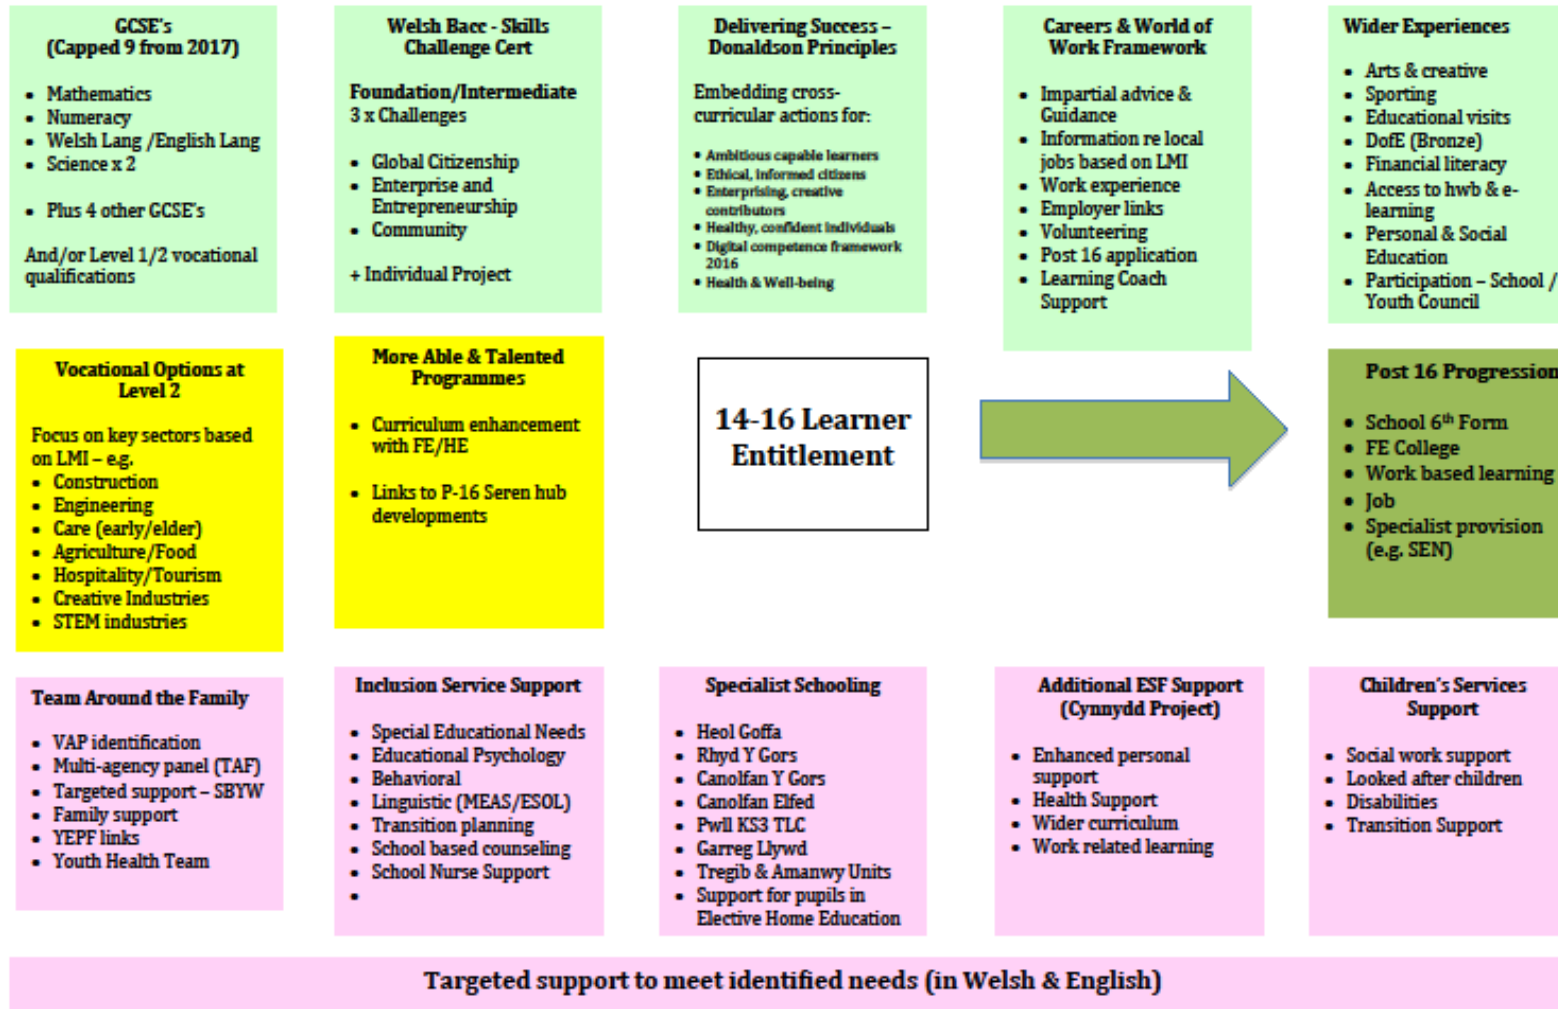 GCSE's
(Capped 9 from 2017)
• Mathematics
• Numeracy
• Welsh Lang /English Lang
• Science x 2
• Plus 4 other GCSE's
And/or Level 1/2 vocational
qualifications
Welsh Bacc - Skills
Challenge Cert
Foundation/Intermediate
3 x Challenges
• Global Citizenship
• Enterprise and
Entrepreneurship
• Community
+ Individual Project
Delivering Success –
Donaldson Principles
Embedding cross-
curricular actions for:
• Ambitious capable learners
• Ethical, informed citizens
• Enterprising, creative
contributors
• Healthy, confident individuals
• Digital competence framework
2016
• Health & Well-being
Careers & World of
Work Framework
• Impartial advice &
Guidance
• Information re local
jobs based on LMI
• Work experience
• Employer links
• Volunteering
• Post 16 application
• Learning Coach
Support
Wider Experiences
• Arts & creative
• Sporting
• Educational visits
• DofE (Bronze)
• Financial literacy
• Access to hwb & e-
learning
• Personal & Social
Education
• Participation – School /
Youth Council
Vocational Options at
Level 2
Focus on key sectors based
on LMI – e.g.
• Construction
• Engineering
• Care (early/elder)
• Agriculture/Food
• Hospitality/Tourism
• Creative Industries
• STEM industries
More Able & Talented
Programmes
• Curriculum enhancement
with FE/HE
• Links to P-16 Seren hub
developments
14-16 Learner
Entitlement
Post 16 Progression
• School 6th Form
• FE College
• Work based learning
• Job
• Specialist provision
(e.g. SEN)
Team Around the Family
• VAP identification
• Multi-agency panel (TAF)
• Targeted support – SBYW
• Family support
• YEPF links
• Youth Health Team
Inclusion Service Support
• Special Educational Needs
• Educational Psychology
• Behavioral
• Linguistic (MEAS/ESOL)
• Transition planning
• School based counseling
• School Nurse Support
•
Specialist Schooling
• Heol Goffa
• Rhyd Y Gors
• Canolfan Y Gors
• Canolfan Elfed
• Pwll KS3 TLC
• Garreg Llywd
• Tregib & Amanwy Units
• Support for pupils in
Elective Home Education
Additional ESF Support
(Cynnydd Project)
• Enhanced personal
support
• Health Support
• Wider curriculum
• Work related learning
Children's Services
Support
• Social work support
• Looked after children
• Disabilities
• Transition Support
Targeted support to meet identified needs (in Welsh & English)